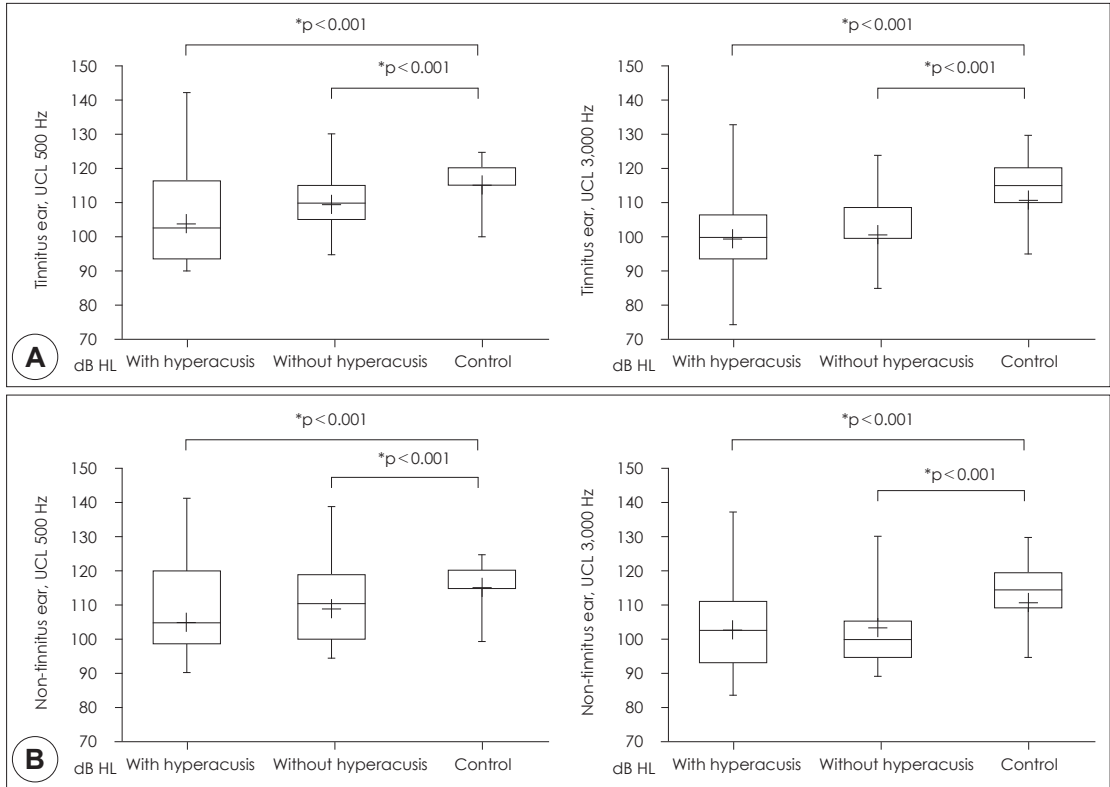 *p<0.001
*p<0.001
150
140
130
120
110
100
90
80
70
Tinnitus ear, UCL 500 Hz
dB HL
With hyperacusis
Without hyperacusis
Control
*p<0.001
*p<0.001
150
140
130
120
110
100
90
80
70
Tinnitus ear, UCL 3,000 Hz
dB HL
With hyperacusis
Without hyperacusis
Control
A
*p<0.001
*p<0.001
150
140
130
120
110
100
90
80
70
Non-tinnitus ear, UCL 500 Hz
dB HL
With hyperacusis
Without hyperacusis
Control
*p<0.001
*p<0.001
150
140
130
120
110
100
90
80
70
Non-tinnitus ear, UCL 3,000 Hz
dB HL
With hyperacusis
Without hyperacusis
Control
B